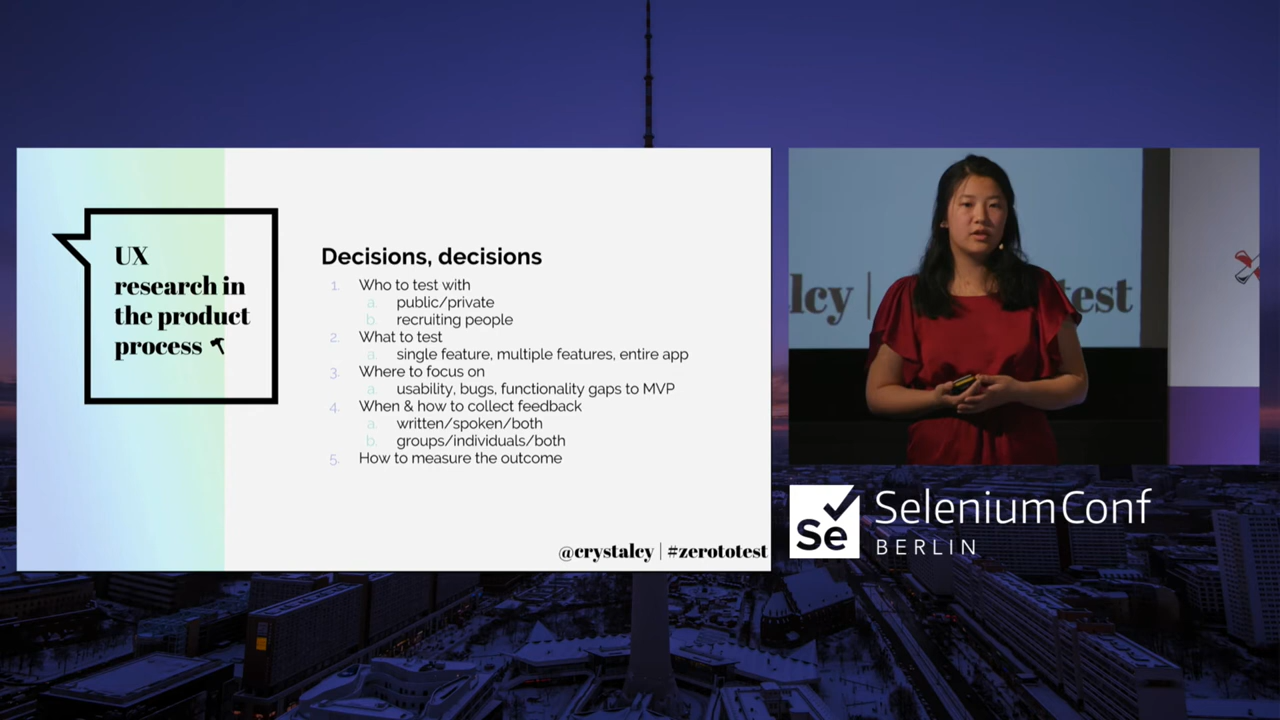 UX
research in
the product
process
Decisions, decisions
1. Who to test with
a. public/private
b. recruiting people
2. What to test
a. single feature, multiple features, entire app
3. Where to focus on
a. usability, bugs, functionality gaps to MVP
4. When & how to collect feedback
a. written/spoken/both
b. groups/individuals/both
5. How to measure the outcome
@crystalcy | #zerototest
lcy | test
Se
SeleniumConf
BERLIN